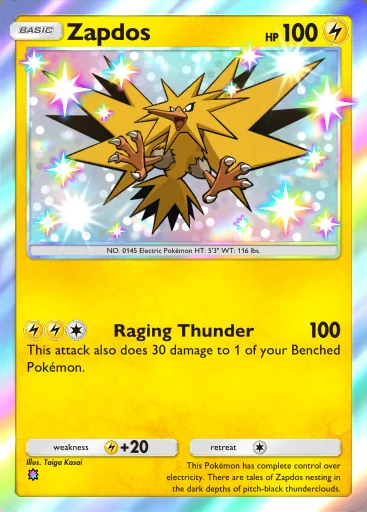 BASIC Zapdos HP 100
NO. 0145 Electric Pokémon HT: 5'3" WT: 116 lbs.
Raging Thunder 100
This attack also does 30 damage to 1 of your Benched
Pokémon.
weakness +20 retreat
Illus. Taiga Kasai
This Pokémon has complete control over
electricity. There are tales of Zapdos nesting in
the dark depths of pitch-black thunderclouds.